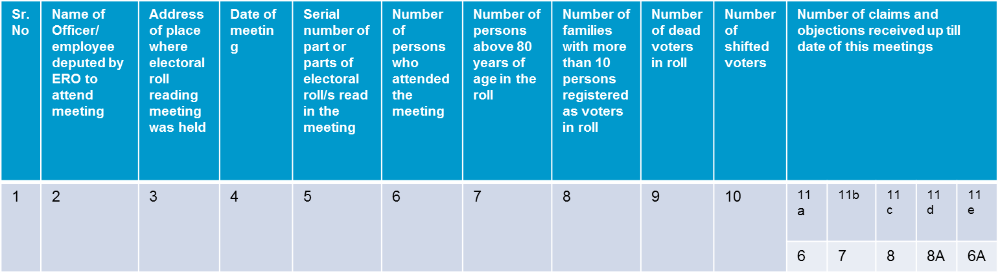 Sr.
No
Name of
Officer/
employee
deputed by
ERO to
attend
meeting
Address
of place
where
electoral
roll
reading
meeting
was held
Date of
meetin
g
Serial
number of
part or
parts of
electoral
roll/s read
in the
meeting
Number
of
persons
who
attended
the
meeting
Number of
persons
above 80
years of
age in the
roll
Number of
families
with more
than 10
persons
registered
as voters
in roll
Number
of dead
voters
in roll
Number
of
shifted
voters
Number of claims and
objections received up till
date of this meetings
1
2
3
4
5
6
7
8
9
10
11
a
11b
11
c
11
d
11
e
6
7
8
8A
6A